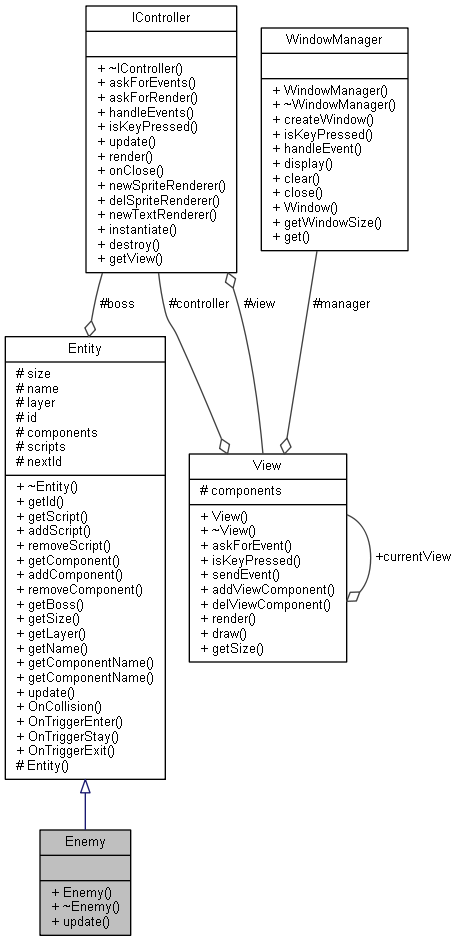 IController
+ ~IController()
+ askForEvents()
+ askForRender()
+ handleEvents()
+ isKeyPressed()
+ update()
+ render()
+ onClose()
+ newSpriteRenderer()
+ delSpriteRenderer()
+ newTextRenderer()
+ instantiate()
+ destroy()
+ getView()
WindowManager
+ WindowManager()
+ ~WindowManager()
+ createWindow()
+ isKeyPressed()
+ handleEvent()
+ display()
+ clear()
+ close()
+ Window()
+ getWindowSize()
+ get()
#boss
#controller
#view
#manager
Entity
# size
# name
# layer
# id
# components
# scripts
# nextId
+ ~Entity()
+ getId()
+ getScript()
+ addScript()
+ removeScript()
+ getComponent()
+ addComponent()
+ removeComponent()
+ getBoss()
+ getSize()
+ getLayer()
+ getName()
+ getComponentName()
+ getComponentName()
+ update()
+ OnCollision()
+ OnTriggerEnter()
+ OnTriggerStay()
+ OnTriggerExit()
# Entity()
View
# components
+ View()
+ ~View()
+ askForEvent()
+ isKeyPressed()
+ sendEvent()
+ addViewComponent()
+ delViewComponent()
+ render()
+ draw()
+ getSize()
+currentView
Enemy
+ Enemy()
+ ~Enemy()
+ update()